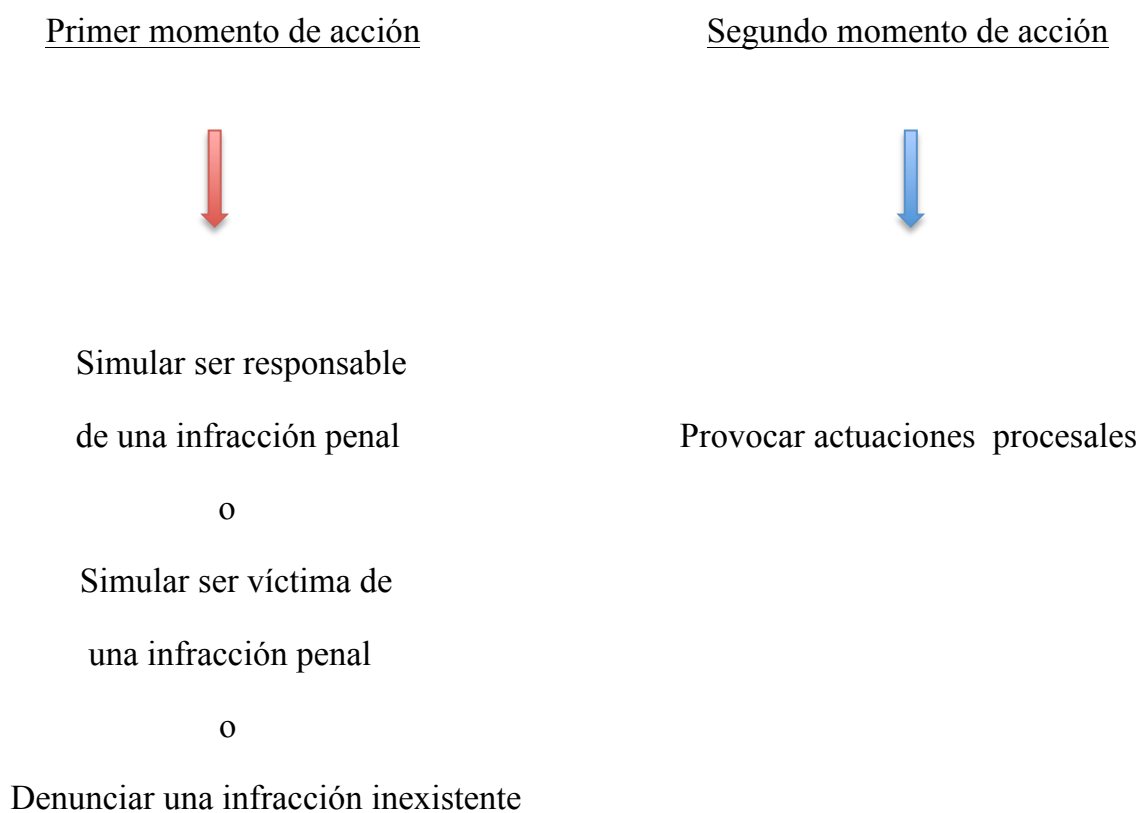 Primer momento de acción
Segundo momento de acción
Simular ser responsable
de una infracción penal
o
Simular ser víctima de
una infracción penal
o
Denunciar una infracción inexistente
Provocar actuaciones procesales